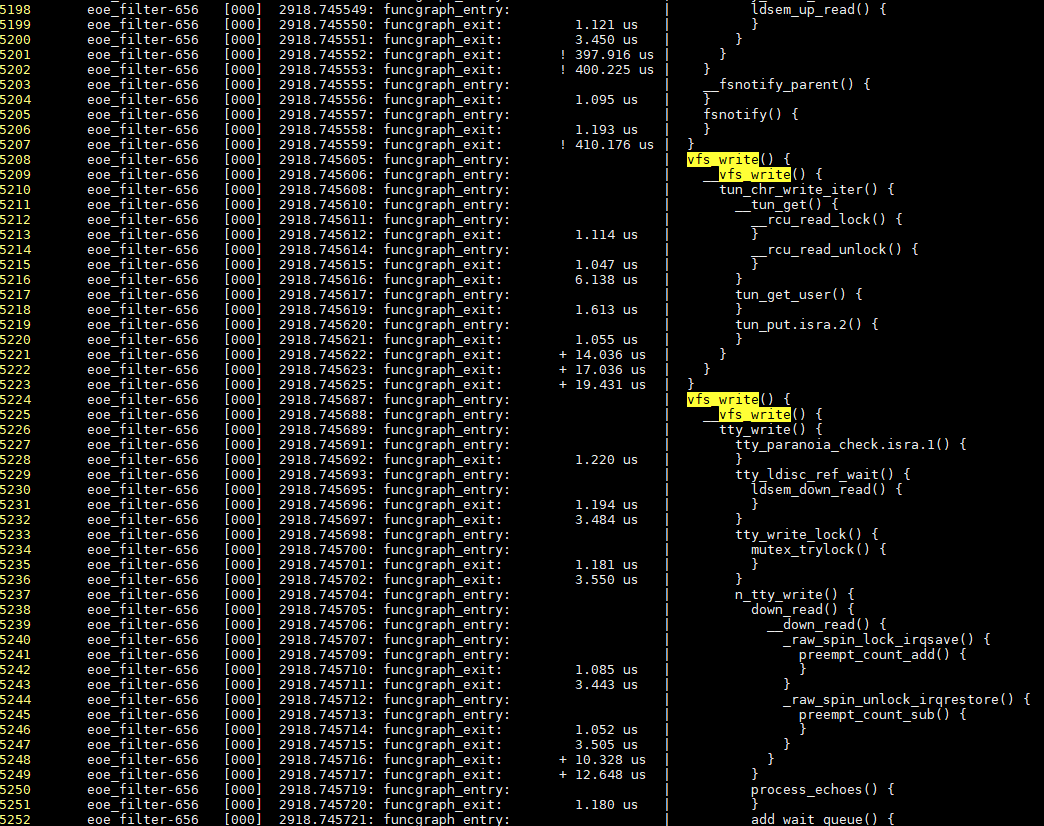 5198 eoe_filter-656 [000] 2918.745549: funcgraph_entry: | ldsem_up_read() {
5199 eoe_filter-656 [000] 2918.745550: funcgraph_exit: 1.121 us | }
5200 eoe_filter-656 [000] 2918.745551: funcgraph_exit: 3.450 us | }
5201 eoe_filter-656 [000] 2918.745552: funcgraph_exit: ! 397.916 us | }
5202 eoe_filter-656 [000] 2918.745553: funcgraph_exit: ! 400.225 us | }
5203 eoe_filter-656 [000] 2918.745555: funcgraph_entry: | __fsnotify_parent() {
5204 eoe_filter-656 [000] 2918.745556: funcgraph_exit: 1.095 us | }
5205 eoe_filter-656 [000] 2918.745557: funcgraph_entry: | fsnotify() {
5206 eoe_filter-656 [000] 2918.745558: funcgraph_exit: 1.193 us | }
5207 eoe_filter-656 [000] 2918.745559: funcgraph_exit: ! 410.176 us | }
5208 eoe_filter-656 [000] 2918.745605: funcgraph_entry: | vfs_write() {
5209 eoe_filter-656 [000] 2918.745606: funcgraph_entry: | __vfs_write() {
5210 eoe_filter-656 [000] 2918.745608: funcgraph_entry: | tun_chr_write_iter() {
5211 eoe_filter-656 [000] 2918.745610: funcgraph_entry: | __tun_get() {
5212 eoe_filter-656 [000] 2918.745611: funcgraph_entry: | __rcu_read_lock() {
5213 eoe_filter-656 [000] 2918.745612: funcgraph_exit: 1.114 us | }
5214 eoe_filter-656 [000] 2918.745614: funcgraph_entry: | __rcu_read_unlock() {
5215 eoe_filter-656 [000] 2918.745615: funcgraph_exit: 1.047 us | }
5216 eoe_filter-656 [000] 2918.745616: funcgraph_exit: 6.138 us | }
5217 eoe_filter-656 [000] 2918.745617: funcgraph_entry: | tun_get_user() {
5218 eoe_filter-656 [000] 2918.745619: funcgraph_exit: 1.613 us | }
5219 eoe_filter-656 [000] 2918.745620: funcgraph_entry: | tun_put.isra.2() {
5220 eoe_filter-656 [000] 2918.745621: funcgraph_exit: 1.055 us | }
5221 eoe_filter-656 [000] 2918.745622: funcgraph_exit: + 14.036 us | }
5222 eoe_filter-656 [000] 2918.745623: funcgraph_exit: + 17.036 us | }
5223 eoe_filter-656 [000] 2918.745625: funcgraph_exit: + 19.431 us | }
5224 eoe_filter-656 [000] 2918.745687: funcgraph_entry: | vfs_write() {
5225 eoe_filter-656 [000] 2918.745688: funcgraph_entry: | __vfs_write() {
5226 eoe_filter-656 [000] 2918.745689: funcgraph_entry: | tty_write() {
5227 eoe_filter-656 [000] 2918.745691: funcgraph_entry: | tty_paranoia_check.isra.1() {
5228 eoe_filter-656 [000] 2918.745692: funcgraph_exit: 1.220 us | }
5229 eoe_filter-656 [000] 2918.745693: funcgraph_entry: | tty_ldisc_ref_wait() {
5230 eoe_filter-656 [000] 2918.745695: funcgraph_entry: | ldsem_down_read() {
5231 eoe_filter-656 [000] 2918.745696: funcgraph_exit: 1.194 us | }
5232 eoe_filter-656 [000] 2918.745697: funcgraph_exit: 3.484 us | }
5233 eoe_filter-656 [000] 2918.745698: funcgraph_entry: | tty_write_lock() {
5234 eoe_filter-656 [000] 2918.745700: funcgraph_entry: | mutex_trylock() {
5235 eoe_filter-656 [000] 2918.745701: funcgraph_exit: 1.181 us | }
5236 eoe_filter-656 [000] 2918.745702: funcgraph_exit: 3.550 us | }
5237 eoe_filter-656 [000] 2918.745704: funcgraph_entry: | n_tty_write() {
5238 eoe_filter-656 [000] 2918.745705: funcgraph_entry: | down_read() {
5239 eoe_filter-656 [000] 2918.745706: funcgraph_entry: | __down_read() {
5240 eoe_filter-656 [000] 2918.745707: funcgraph_entry: | _raw_spin_lock_irqsave() {
5241 eoe_filter-656 [000] 2918.745709: funcgraph_entry: | preempt_count_add() {
5242 eoe_filter-656 [000] 2918.745710: funcgraph_exit: 1.085 us | }
5243 eoe_filter-656 [000] 2918.745711: funcgraph_exit: 3.443 us | }
5244 eoe_filter-656 [000] 2918.745712: funcgraph_entry: | _raw_spin_unlock_irqrestore() {
5245 eoe_filter-656 [000] 2918.745713: funcgraph_entry: | preempt_count_sub() {
5246 eoe_filter-656 [000] 2918.745714: funcgraph_exit: 1.052 us | }
5247 eoe_filter-656 [000] 2918.745715: funcgraph_exit: 3.505 us | }
5248 eoe_filter-656 [000] 2918.745716: funcgraph_exit: + 10.328 us | }
5249 eoe_filter-656 [000] 2918.745717: funcgraph_exit: + 12.648 us | }
5250 eoe_filter-656 [000] 2918.745719: funcgraph_entry: | process_echoes() {
5251 eoe_filter-656 [000] 2918.745720: funcgraph_exit: 1.180 us | }
5252 eoe_filter-656 [000] 2918.745721: funcgraph_entry: | add_wait_queue() {